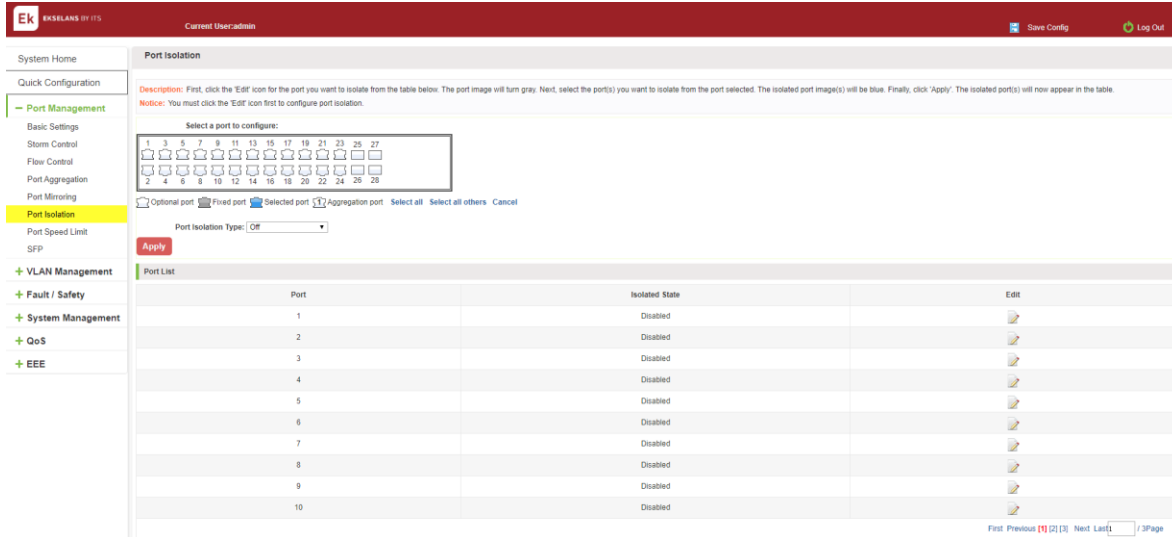 Ek EKSELANS BY ITS
Current User:admin
Save Config
Log Out
System Home
Quick Configuration
Port Management
Basic Settings
Storm Control
Flow Control
Port Aggregation
Port Mirroring
Port Isolation
Port Speed Limit
SFP
VLAN Management
Fault / Safety
System Management
QoS
EEE
Port Isolation
Description: First, click the 'Edit' icon for the port you want to isolate from the table below. The port image will turn gray. Next, select the port(s) you want to isolate from the port selected. The isolated port image(s) will be blue. Finally, click 'Apply'. The isolated port(s) will now appear in the table.
Notice: You must click the 'Edit' icon first to configure port isolation.
Select a port to configure:
1 3 5 7 9 11 13 15 17 19 21 23 25 27
2 4 6 8 10 12 14 16 18 20 22 24 26 28
Optional port Fixed port Selected port 1 Aggregation port Select all Select all others Cancel
Port Isolation Type: Off
Apply
Port List
Port Isolated State Edit
1 Disabled
2 Disabled
3 Disabled
4 Disabled
5 Disabled
6 Disabled
7 Disabled
8 Disabled
9 Disabled
10 Disabled
First Previous [1] [2] [3] Next Last 1 / 3Page